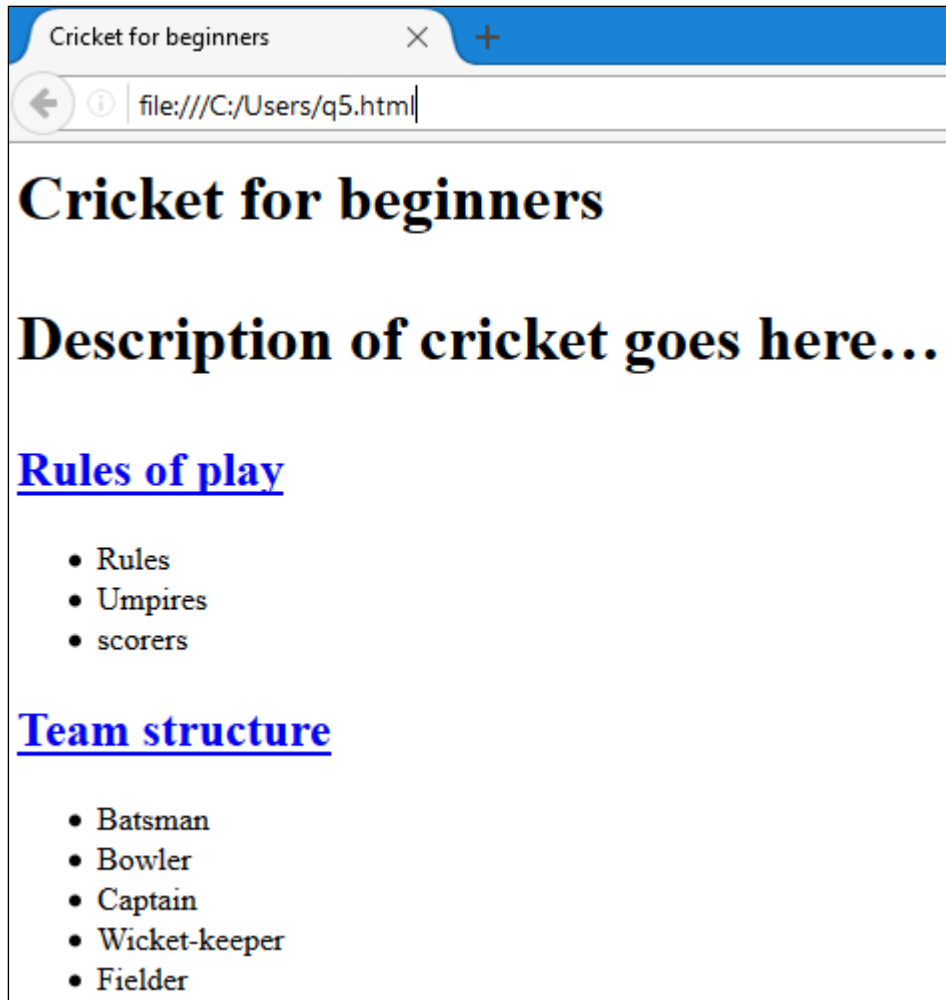 Cricket for beginners
file:///C:/Users/q5.html
Cricket for beginners
Description of cricket goes here…
Rules of play
• Rules
• Umpires
• scorers
Team structure
• Batsman
• Bowler
• Captain
• Wicket-keeper
• Fielder